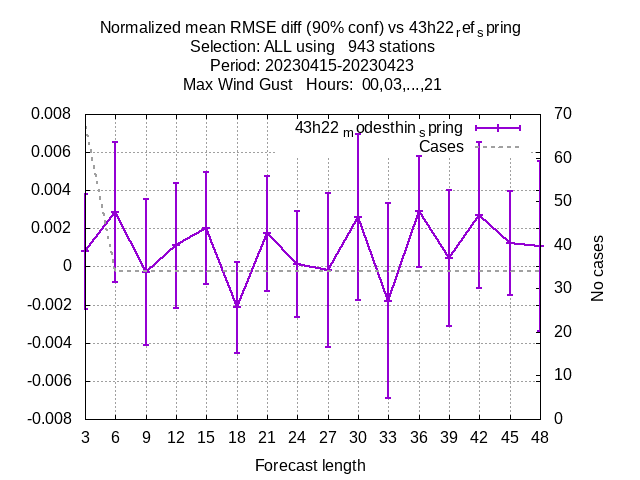 Normalized mean RMSE diff (90% conf) vs 43h22refspring
Selection: ALL using   943 stations
Period: 20230415-20230423
Max Wind Gust   Hours:  00,03,...,21
43h22modesthinspring
Cases
0.008
0.006
0.004
0.002
0
-0.002
-0.004
-0.006
-0.008
70
60
50
40
30
20
10
0
No cases
3 6 9 12 15 18 21 24 27 30 33 36 39 42 45 48
Forecast length